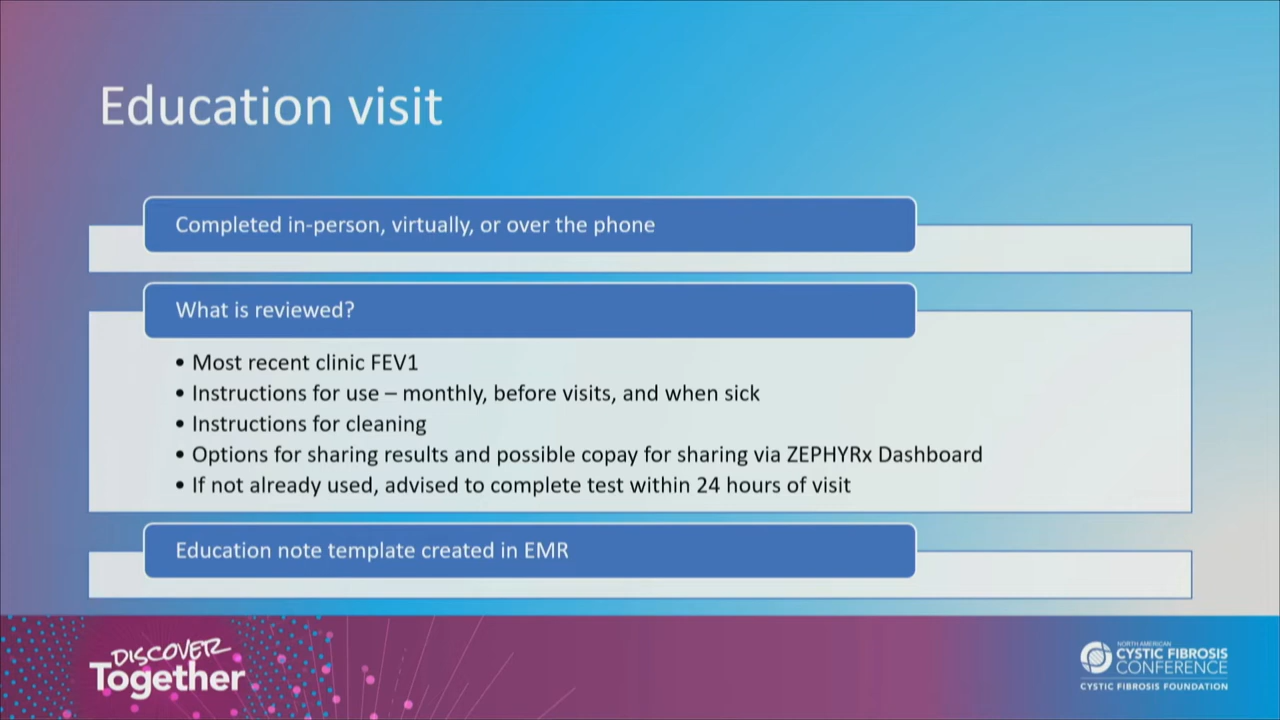 Education visit
Completed in-person, virtually, or over the phone
What is reviewed?
• Most recent clinic FEV1
• Instructions for use – monthly, before visits, and when sick
• Instructions for cleaning
• Options for sharing results and possible copay for sharing via ZEPHYRx Dashboard
• If not already used, advised to complete test within 24 hours of visit
Education note template created in EMR
DISCOVER
Together
NORTH AMERICAN
CYSTIC FIBROSIS
CONFERENCE
CYSTIC FIBROSIS FOUNDATION